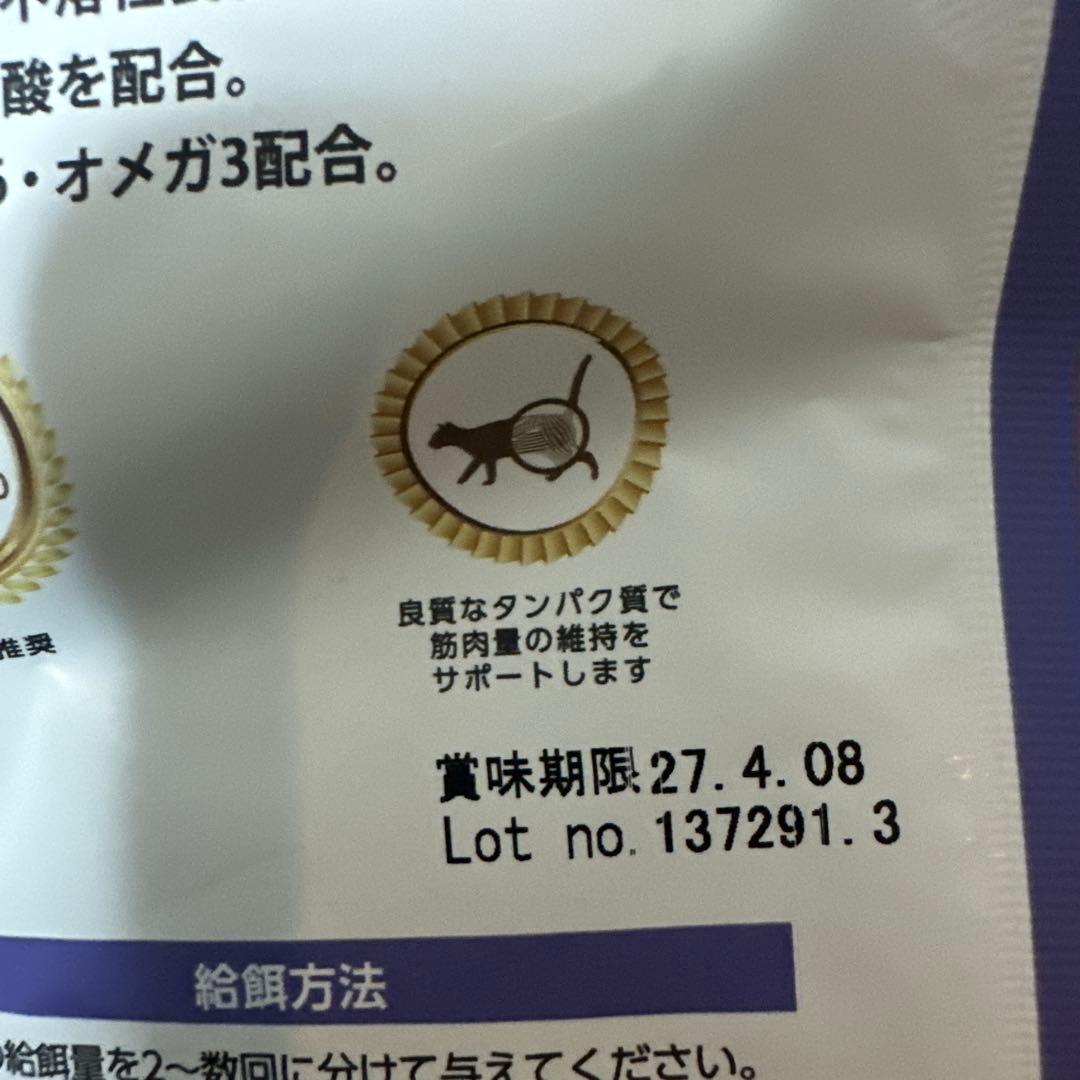 酸を配合。
・オメガ3配合。
推奨
良質なタンパク質で
筋肉量の維持を
サポートします
賞味期限27.4.08
Lot no.137291.3
給餌方法
給餌量を2〜数回に分けて与えてください。